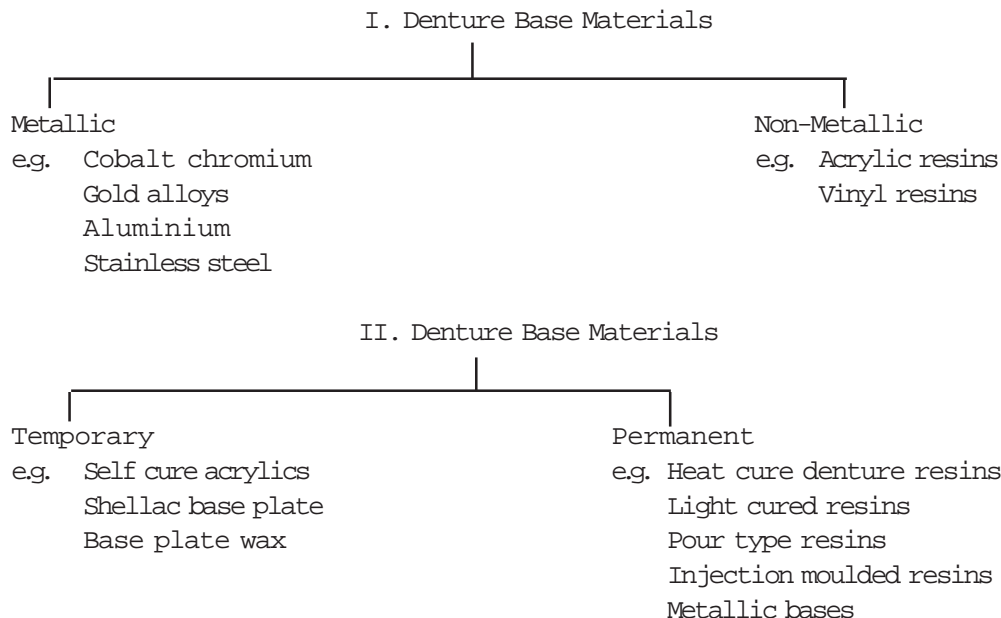 I. Denture Base Materials
Metallic Non-Metallic
e.g. Cobalt chromium e.g. Acrylic resins
Gold alloys Vinyl resins
Aluminium
Stainless steel
II. Denture Base Materials
Temporary Permanent
e.g. Self cure acrylics e.g. Heat cure denture resins
Shellac base plate Light cured resins
Base plate wax Pour type resins
Injection moulded resins
Metallic bases